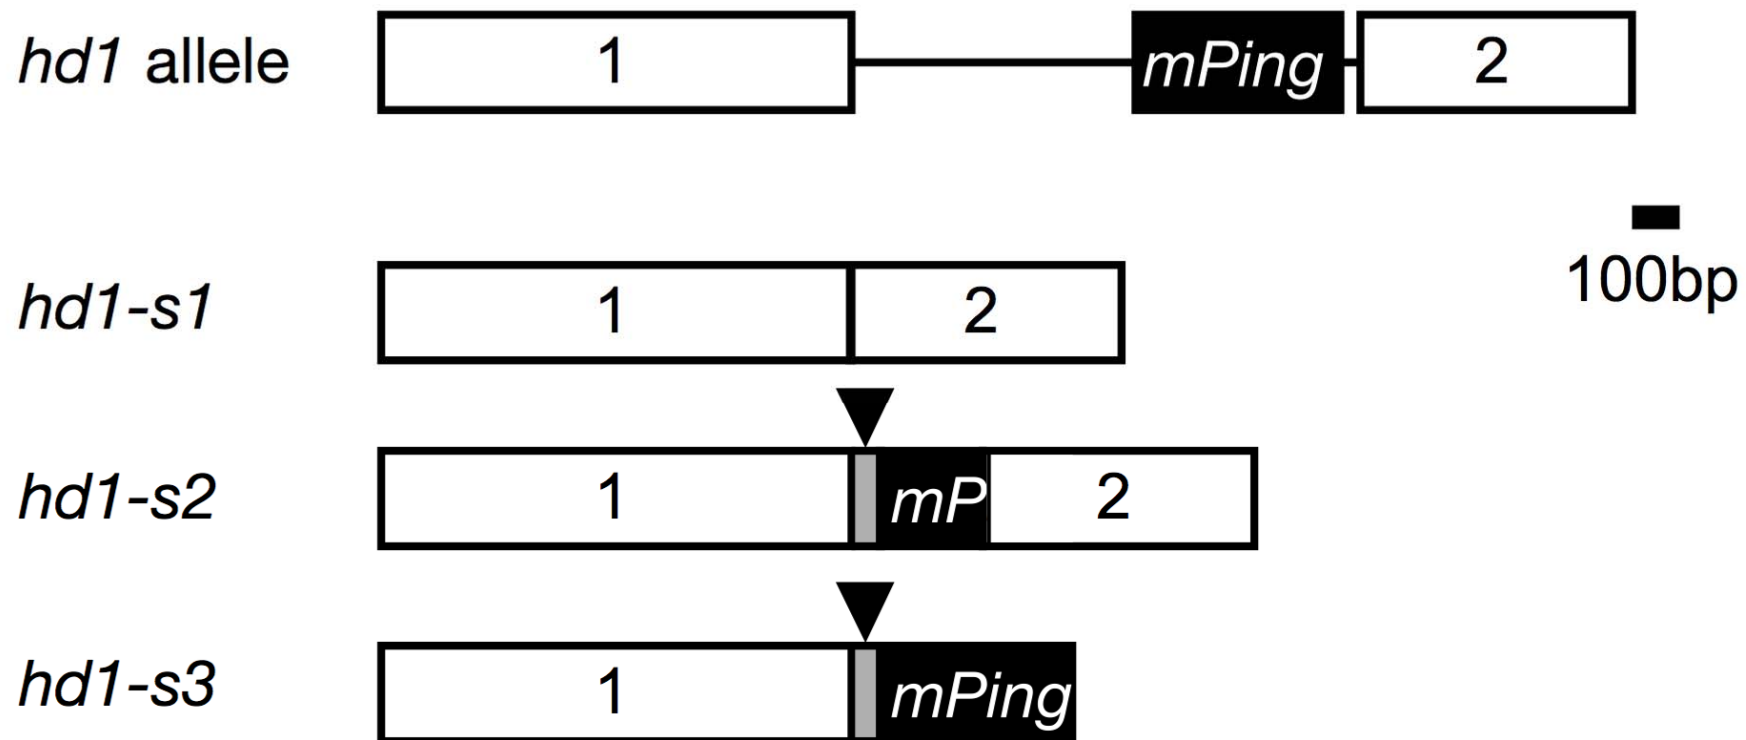 hd1 allele 1 mPing 2
100bp
hd1-s1 1 2
hd1-s2 1 mP 2
hd1-s3 1 mPing